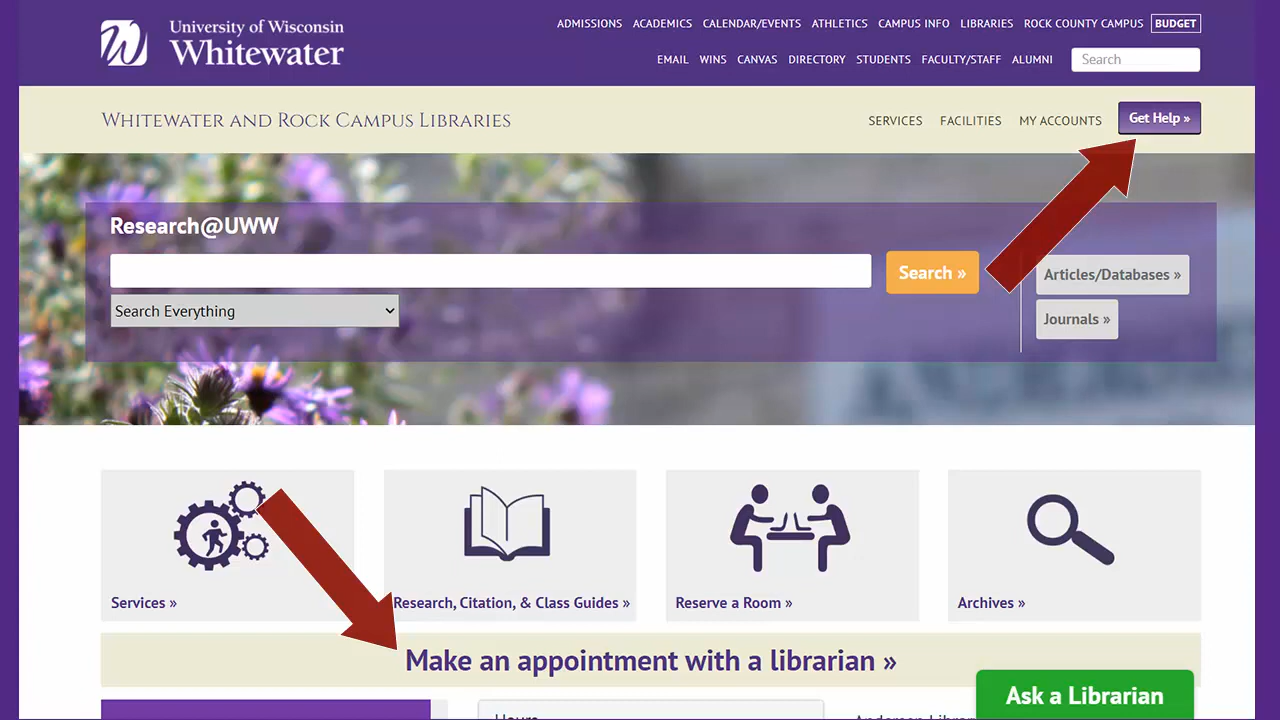 University of Wisconsin
Whitewater
ADMISSIONS ACADEMICS CALENDAR/EVENTS ATHLETICS CAMPUS INFO LIBRARIES ROCK COUNTY CAMPUS BUDGET
EMAIL WINS CANVAS DIRECTORY STUDENTS FACULTY/STAFF ALUMNI Search
Whitewater and Rock Campus Libraries
SERVICES FACILITIES MY ACCOUNTS Get Help »
Research@UWW
Search »
Articles/Databases »
Search Everything
Journals »
Services »
Research, Citation, & Class Guides »
Reserve a Room »
Archives »
Make an appointment with a librarian »
Ask a Librarian
Hours